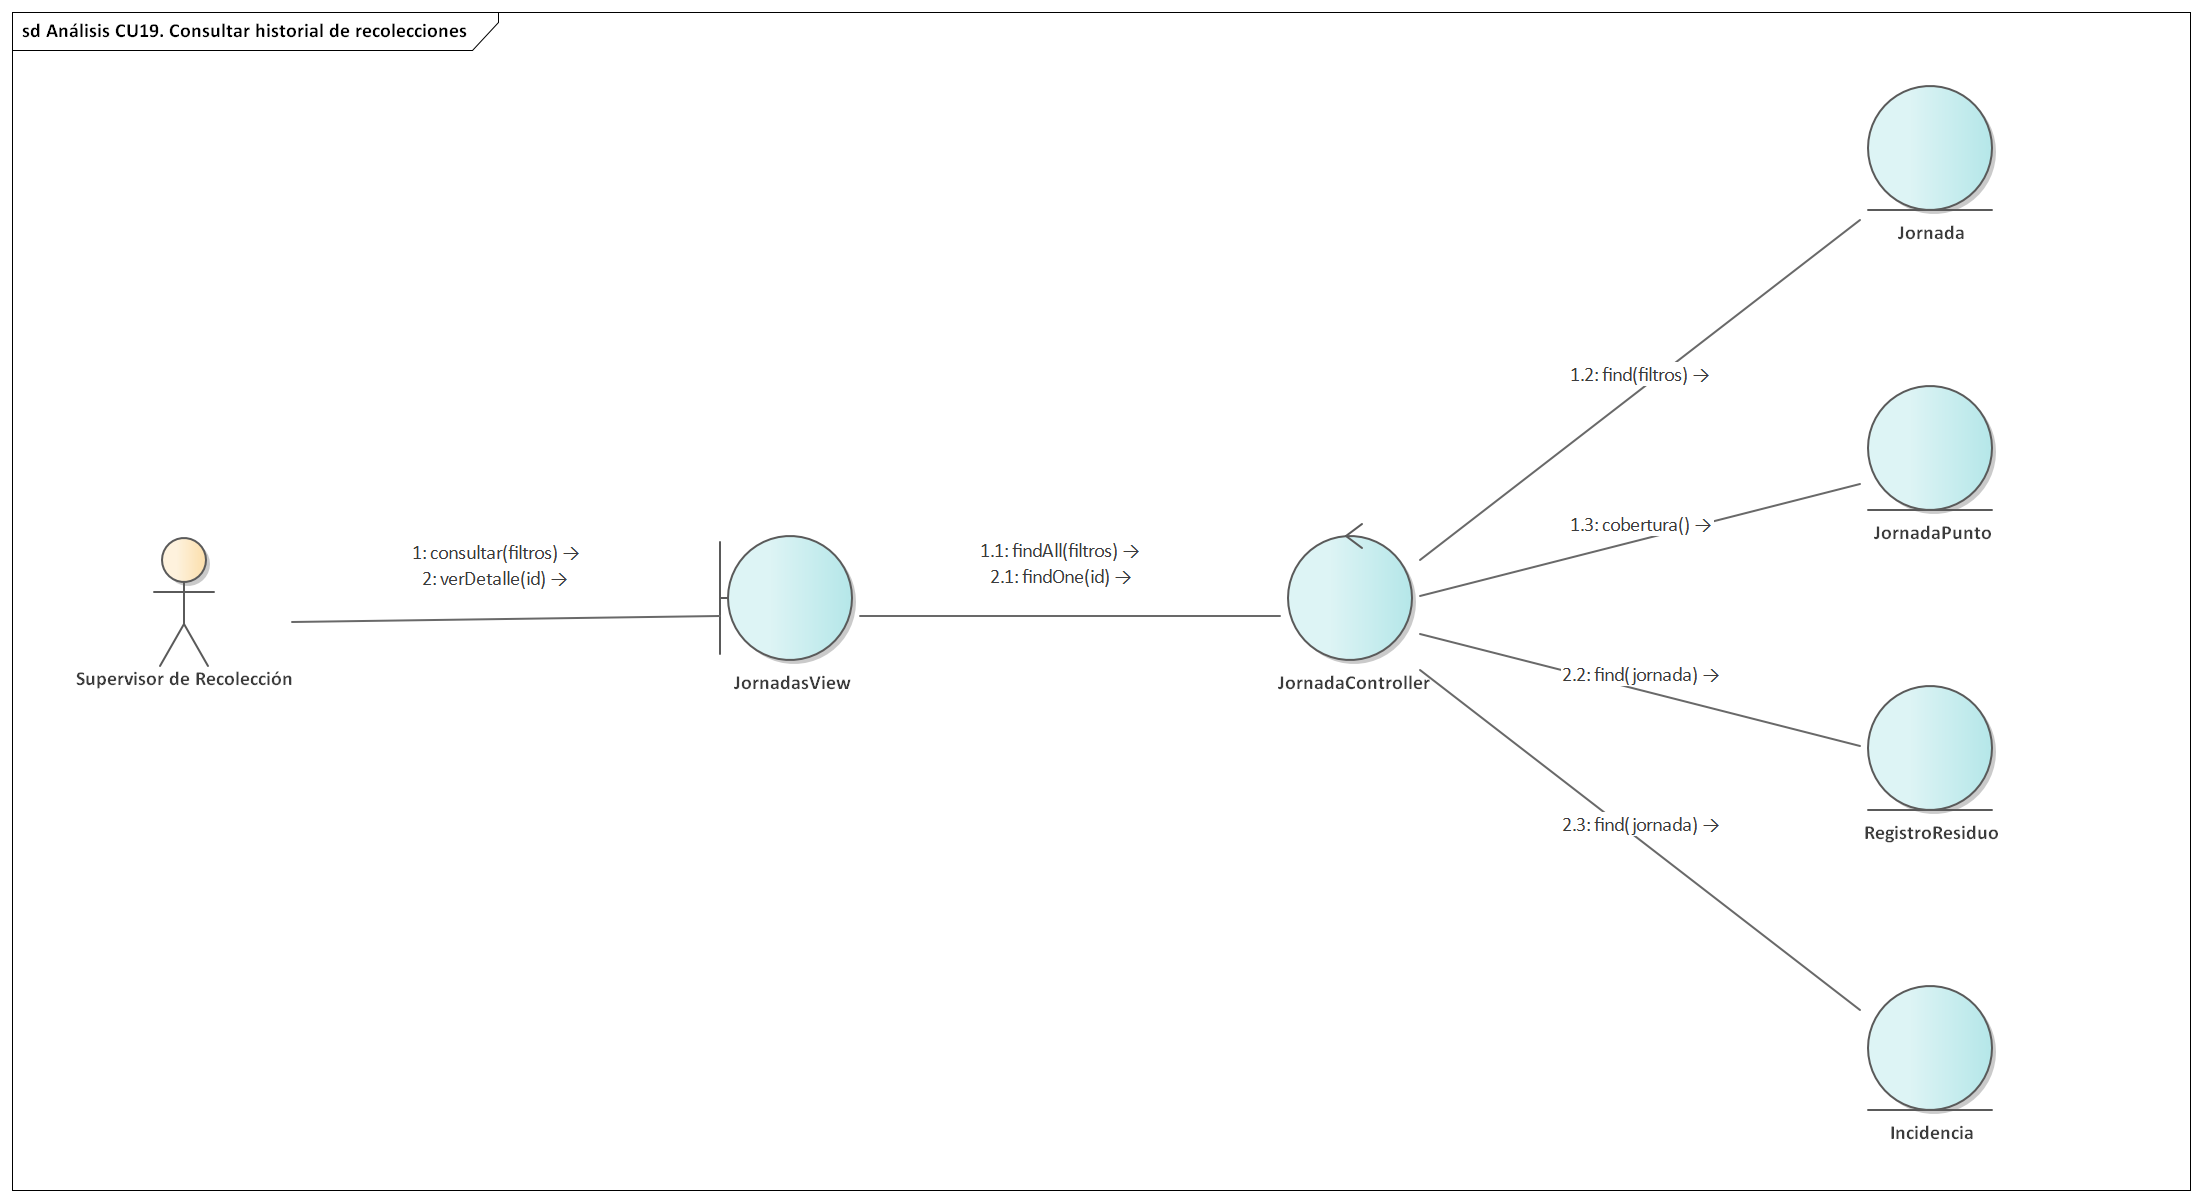 sd Análisis CU19. Consultar historial de recolecciones
Jornada
1.2: find(filtros) →
1.3: cobertura() →
JornadaPunto
1: consultar(filtros) →
2: verDetalle(id) →
1.1: findAll(filtros) →
2.1: findOne(id) →
Supervisor de Recolección
JornadasView
JornadaController
2.2: find(jornada) →
RegistroResiduo
2.3: find(jornada) →
Incidencia